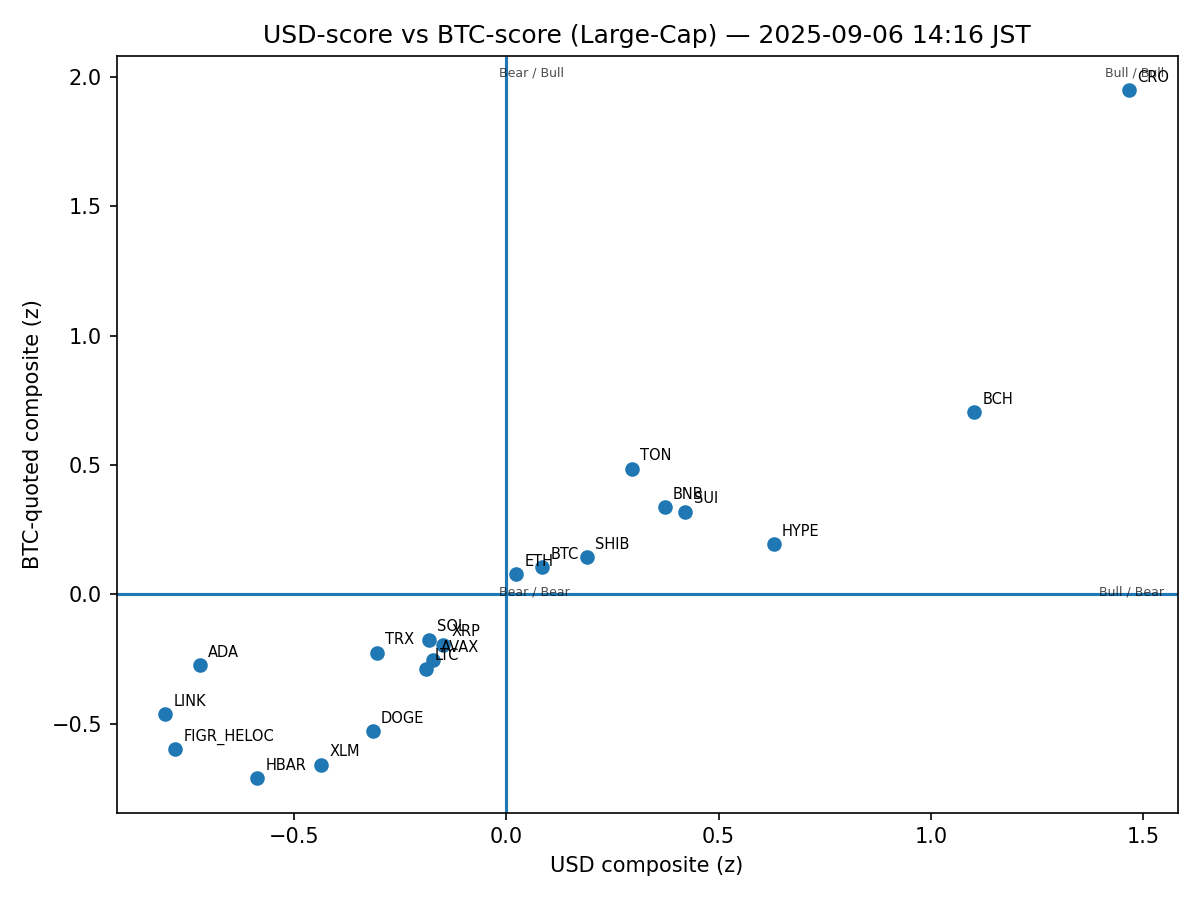 USD-score vs BTC-score (Large-Cap) — 2025-09-06 14:16 JST
Bear / Bull
Bull / Bull
CRO
BCH
TON
BNB
SUI
HYPE
SHIB
BTC
ETH
Bear / Bear
Bull / Bear
SOL
XRP
TRX
AVAX
LTC
ADA
LINK
DOGE
FIGR_HELOC
XLM
HBAR
2.0
1.5
1.0
0.5
0.0
−0.5
BTC-quoted composite (z)
−0.5
0.0
0.5
1.0
1.5
USD composite (z)